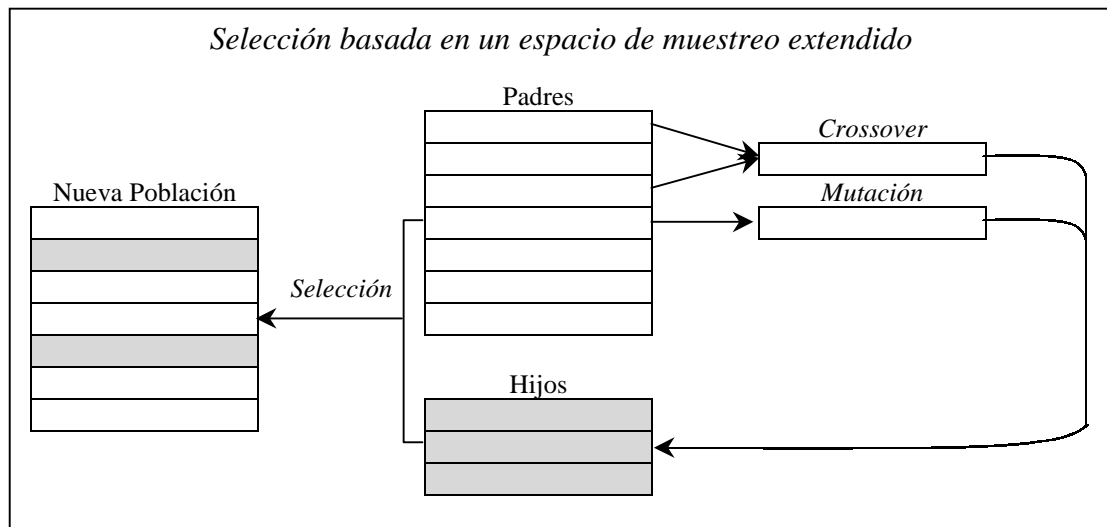 Selección basada en un espacio de muestreo extendido
Padres
Crossover
Nueva Población
Mutación
Selección
Hijos